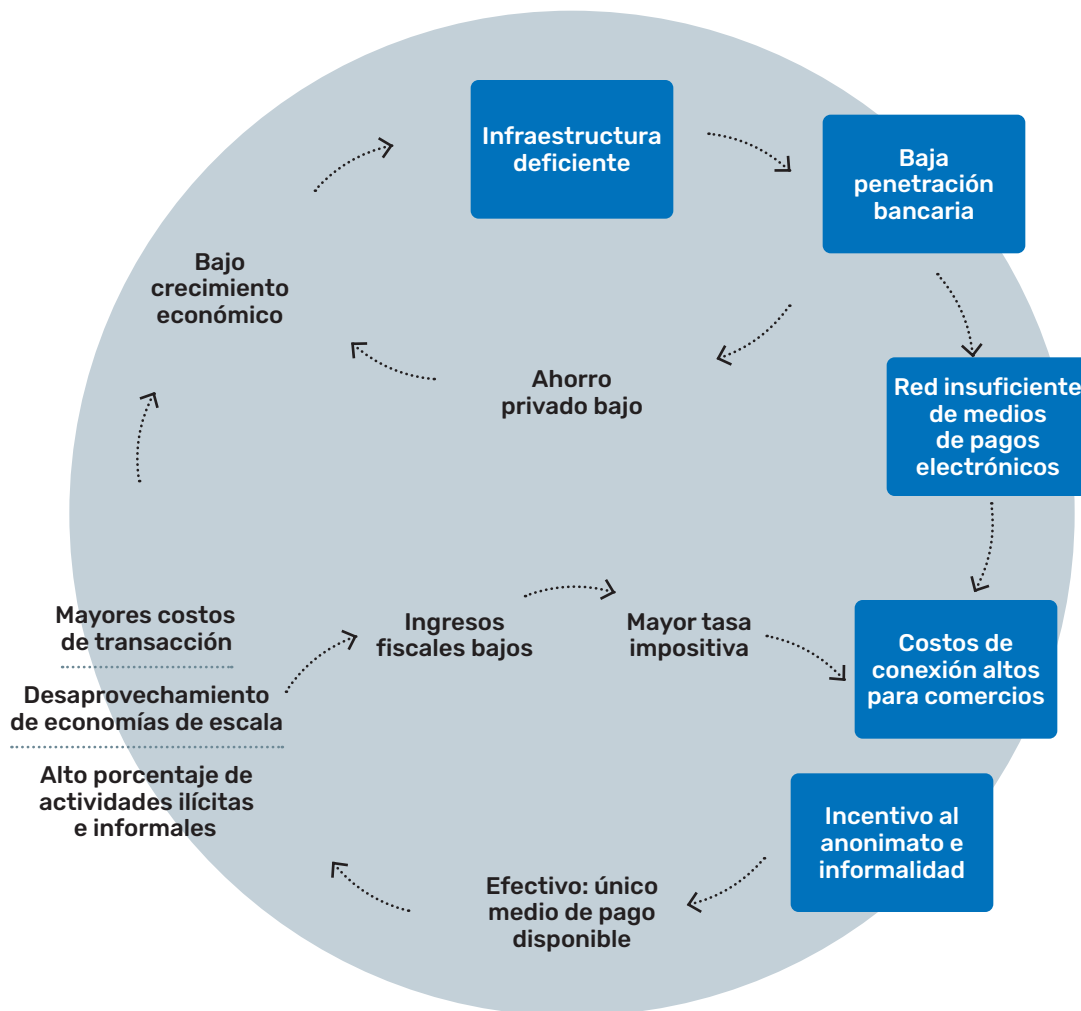 Infraestructura
deficiente
Baja
penetración
bancaria
Bajo
crecimiento
económico
Ahorro
privado bajo
Red insuficiente
de medios
de pagos
electrónicos
Mayores costos
de transacción
Desaprovechamiento
de economías de escala
Alto porcentaje de
actividades ilícitas
e informales
Ingresos
fiscales bajos
Mayor tasa
impositiva
Costos de
conexión altos
para comercios
Incentivo al
anonimato e
informalidad
Efectivo: único
medio de pago
disponible